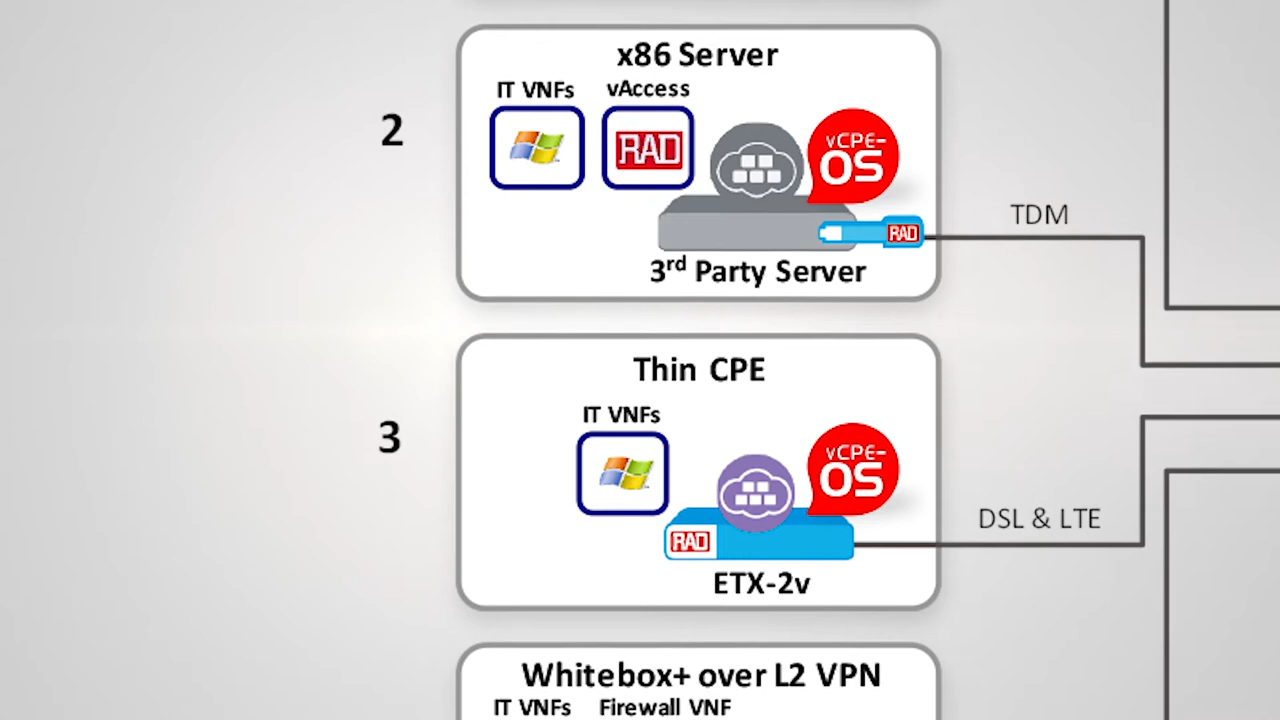 x86 Server
IT VNFs vAccess
2
RAD
vCPE-
OS
TDM
RAD
3rd Party Server
Thin CPE
IT VNFs
3
vCPE-
OS
DSL & LTE
RAD
ETX-2v
Whitebox+ over L2 VPN
IT VNFs Firewall VNF